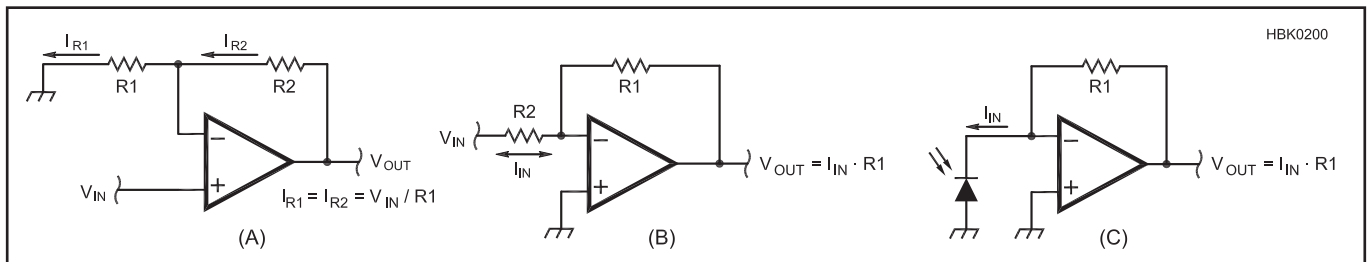 HBK0200
I R1
I R2
R1
R2
−
+
V IN
V OUT
I R1 = I R2 = V IN / R1
(A)
R1
R2
V IN
I IN
−
+
V OUT = I IN · R1
(B)
R1
I IN
−
+
V OUT = I IN · R1
(C)